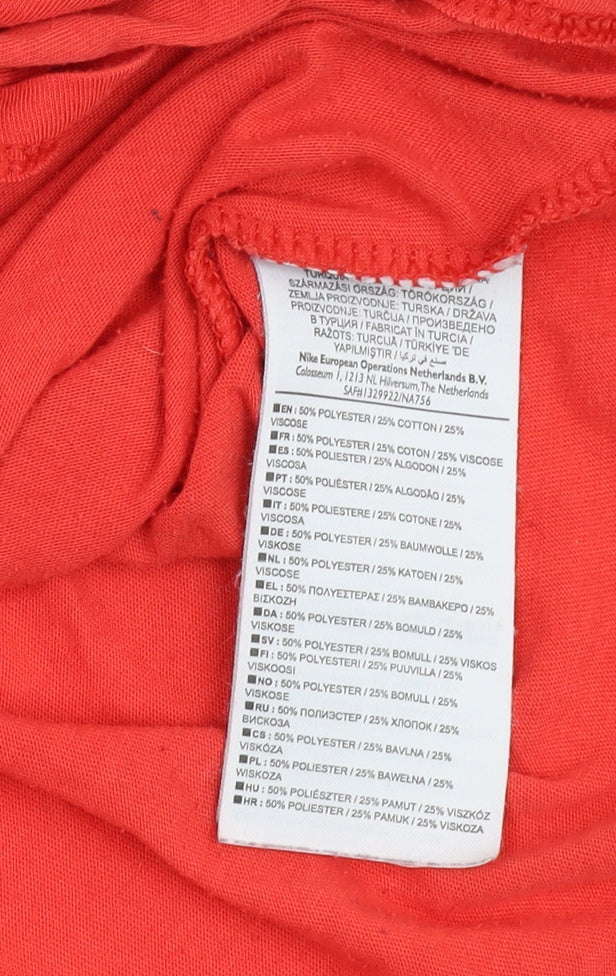 SZÁRMAZÁSI ORSZÁG: TÖRÖKORSZÁG /
ZEMLJA PROIZVODNJE: TURSKA / DRŽAVA
PROIZVODNJE: TURČIJA / ПРОИЗВЕДЕНО
В ТУРЦИЯ / FABRICAT ÎN TURCIA /
RAŽOTS: TURCIJĀ / TÜRKİYE 'DE
YAPILMIŞTIR / صنع في تركيا
Nike European Operations Netherlands B.V.
Colosseum 1, 1213 NL Hilversum, The Netherlands
SAF#1329922/NA756
■EN: 50% POLYESTER / 25% COTTON / 25%
VISCOSE
■FR: 50% POLYESTER / 25% COTON / 25% VISCOSE
■ES: 50% POLIESTER / 25% ALGODON / 25%
VISCOSA
■PT: 50% POLIÉSTER / 25% ALGODÃO / 25%
VISCOSE
■IT: 50% POLIESTERE / 25% COTONE / 25%
VISCOSA
■DE: 50% POLYESTER / 25% BAUMWOLLE / 25%
VISKOSE
■NL: 50% POLYESTER / 25% KATOEN / 25%
VISCOSE
■EL: 50% ΠΟΛΥΕΣΤΕΡΑΣ / 25% ΒΑΜΒΑΚΕΡΟ / 25%
ΒΙΣΚΟΖΗ
■DA: 50% POLYESTER / 25% BOMULD / 25%
VISKOSE
■SV: 50% POLYESTER / 25% BOMULL / 25% VISKOS
■FI: 50% POLYESTERI / 25% PUUVILLA / 25%
VISKOOSI
■NO: 50% POLYESTER / 25% BOMULL / 25%
VISKOSE
■RU: 50% ПОЛИЭСТЕР / 25% ХЛОПОК / 25%
ВИСКОЗА
■CS: 50% POLYESTER / 25% BAVLNA / 25%
VISKÓZA
■PL: 50% POLIESTER / 25% BAWEŁNA / 25%
WISKOZA
■HU: 50% POLIÉSZTER / 25% PAMUT / 25% VISZKÓZ
■HR: 50% POLIESTER / 25% PAMUK / 25% VISKOZA